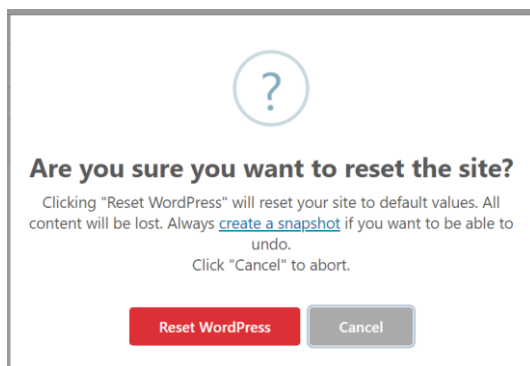 ?
Are you sure you want to reset the site?
Clicking "Reset WordPress" will reset your site to default values. All
content will be lost. Always create a snapshot if you want to be able to
undo.
Click "Cancel" to abort.
Reset WordPress Cancel